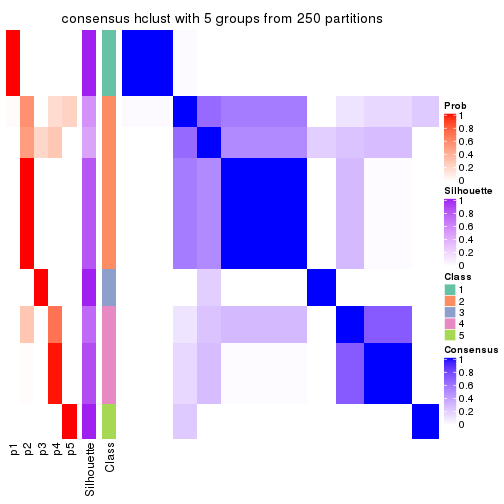 consensus hclust with 5 groups from 250 partitions
Prob
1
0.8
0.6
0.4
0.2
0
Silhouette
1
0.8
0.6
0.4
0.2
0
Class
1
2
3
4
5
Consensus
1
0.8
0.6
0.4
0.2
0
p1
p2
p3
p4
p5
Silhouette
Class